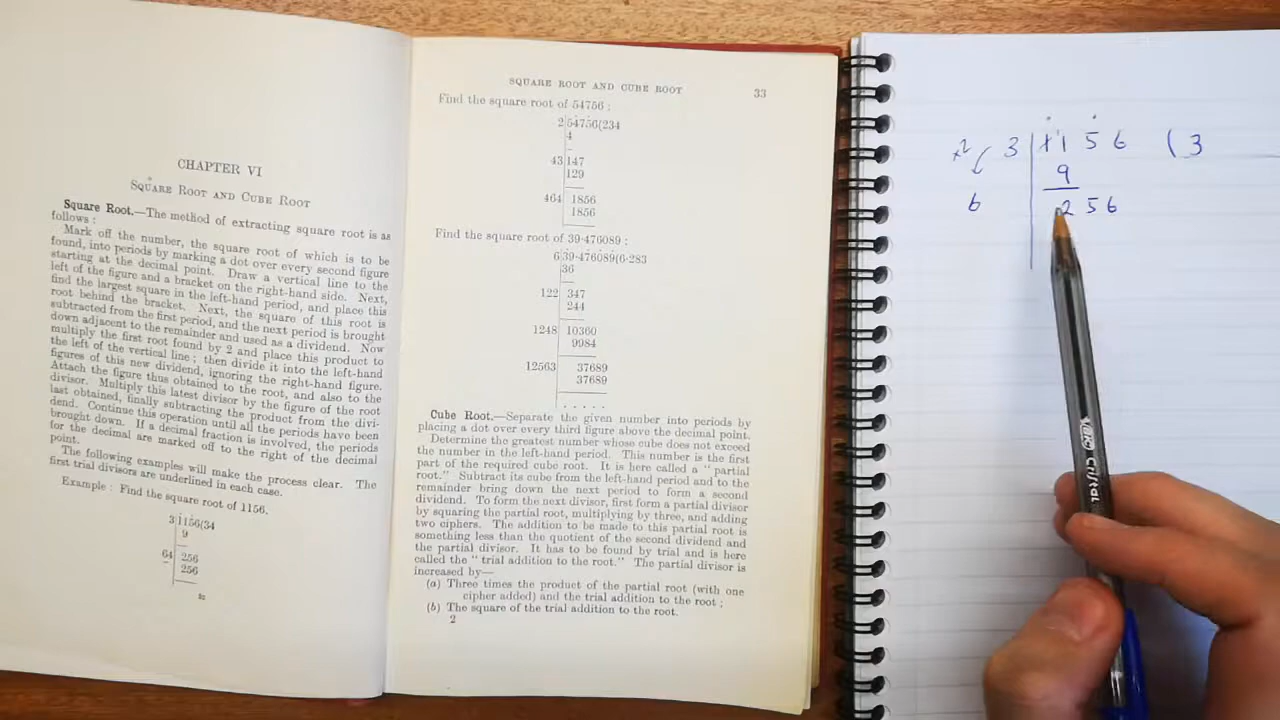 CHAPTER VI
SQUARE ROOT AND CUBE ROOT
Square Root.—The method of extracting square root is as
follows:
Mark off the number, the square root of which is to be
found, into periods by marking a dot over every second figure
starting at the decimal point. Draw a vertical line to the
left of the figure and a bracket on the right-hand side. Next,
find the largest square in the left-hand period, and place this
root behind the bracket. Next, the square of this root is
subtracted from the first period, and the next period is brought
down adjacent to the remainder and used as a dividend. Now
multiply the first root found by 2 and place this product to
the left of the vertical line; then divide it into the left-hand
figures of this new dividend, ignoring the right-hand figure.
Attach the figure thus obtained to the root, and also to the
divisor. Multiply this latest divisor by the figure of the root
last obtained, finally subtracting the product from the divi-
dend. Continue this operation until all the periods have been
brought down. If a decimal fraction is involved, the periods
for the decimal are marked off to the right of the decimal
point.
The following examples will make the process clear. The
first trial divisors are underlined in each case.
Example: Find the square root of 1156.
3|1156(34
9
64 256
256
SQUARE ROOT AND CUBE ROOT 33
Find the square root of 54756:
2|54756(234
4
43|147
129
464 1856
1856
Find the square root of 39·476089:
6|39·476089(6·283
36
122 347
244
1248 10360
9984
12563 37689
37689
. . . . .
Cube Root.—Separate the given number into periods by
placing a dot over every third figure above the decimal point.
Determine the greatest number whose cube does not exceed
the number in the left-hand period. This number is the first
part of the required cube root. It is here called a “partial
root.” Subtract its cube from the left-hand period and to the
remainder bring down the next period to form a second
dividend. To form the next divisor, first form a partial divisor
by squaring the partial root, multiplying by three, and adding
two ciphers. The addition to be made to this partial root is
something less than the quotient of the second dividend and
the partial divisor. It has to be found by trial and is here
called the “trial addition to the root.” The partial divisor is
increased by—
(a) Three times the product of the partial root (with one
cipher added) and the trial addition to the root;
(b) The square of the trial addition to the root.
2
x2 ( 3 | 1156 ( 3
9
6 256
BIC Cristal